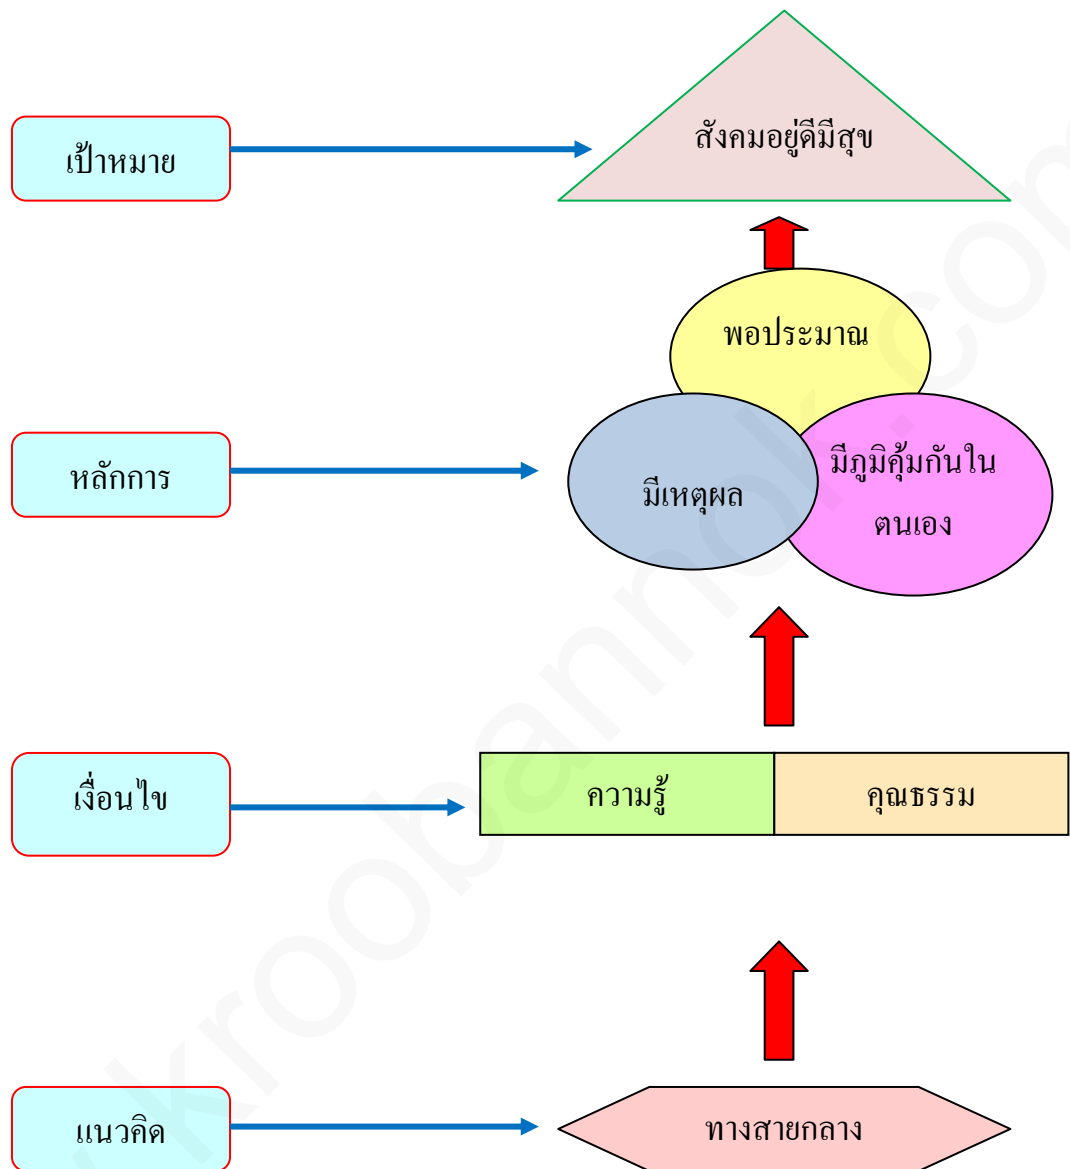 เป้าหมาย
สังคมอยู่ดีมีสุข
พอประมาณ
หลักการ
มีเหตุผล
มีภูมิคุ้มกันใน
ตนเอง
เงื่อนไข
ความรู้
คุณธรรม
แนวคิด
ทางสายกลาง
kroobannok.com